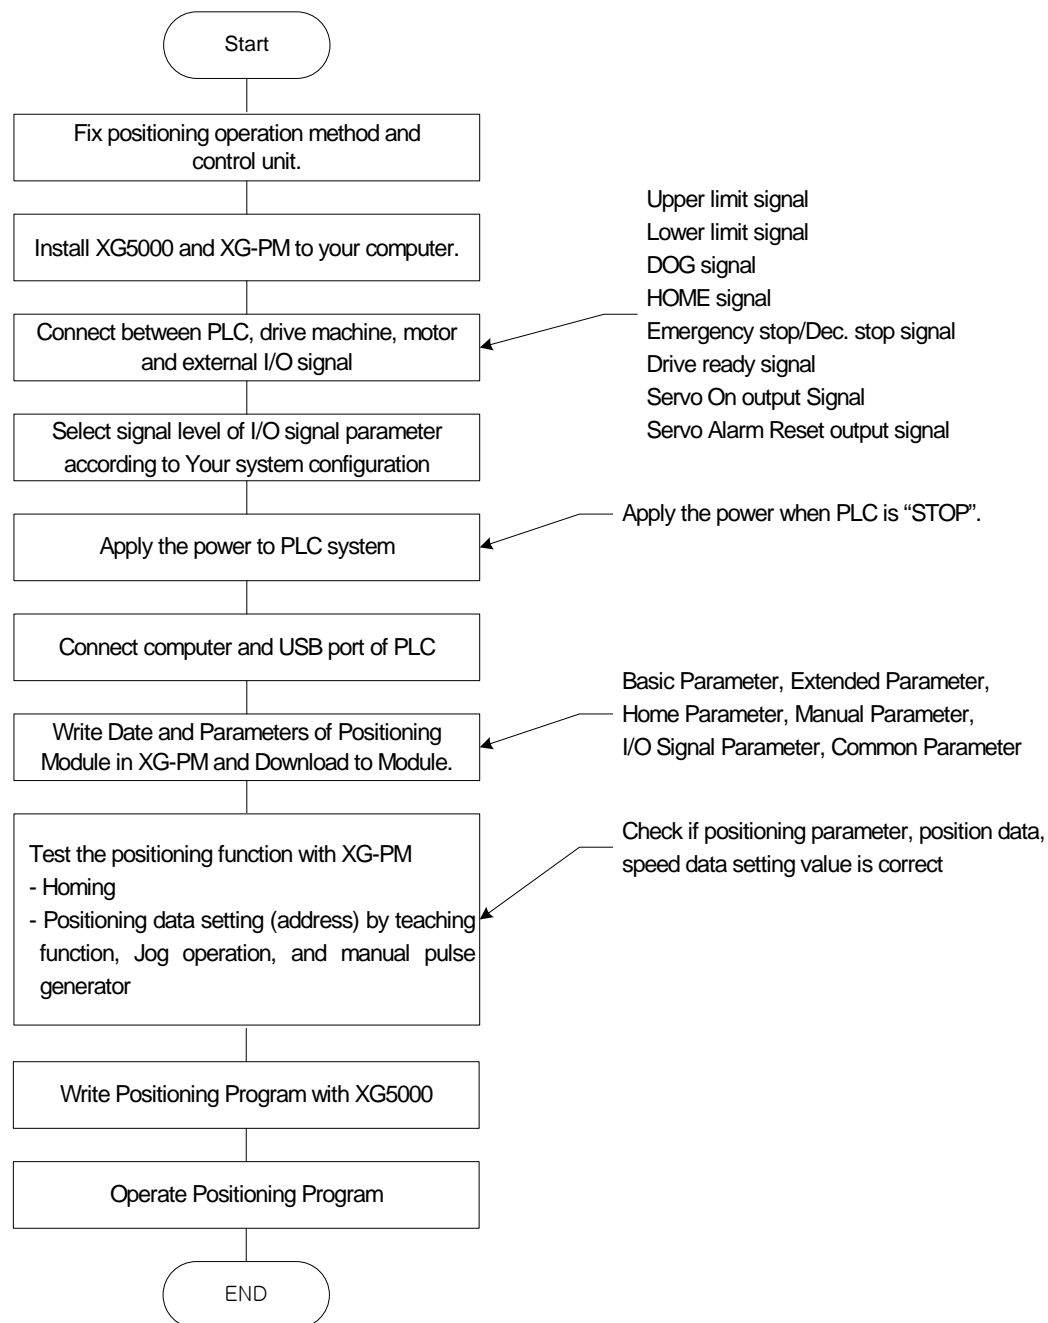 Start
Fix positioning operation method and
control unit.
Install XG5000 and XG-PM to your computer.
Connect between PLC, drive machine, motor
and external I/O signal
Upper limit signal
Lower limit signal
DOG signal
HOME signal
Emergency stop/Dec. stop signal
Drive ready signal
Servo On output Signal
Servo Alarm Reset output signal
Select signal level of I/O signal parameter
according to Your system configuration
Apply the power to PLC system
Apply the power when PLC is “STOP”.
Connect computer and USB port of PLC
Write Date and Parameters of Positioning
Module in XG-PM and Download to Module.
Basic Parameter, Extended Parameter,
Home Parameter, Manual Parameter,
I/O Signal Parameter, Common Parameter
Test the positioning function with XG-PM
- Homing
- Positioning data setting (address) by teaching
function, Jog operation, and manual pulse
generator
Check if positioning parameter, position data,
speed data setting value is correct
Write Positioning Program with XG5000
Operate Positioning Program
END